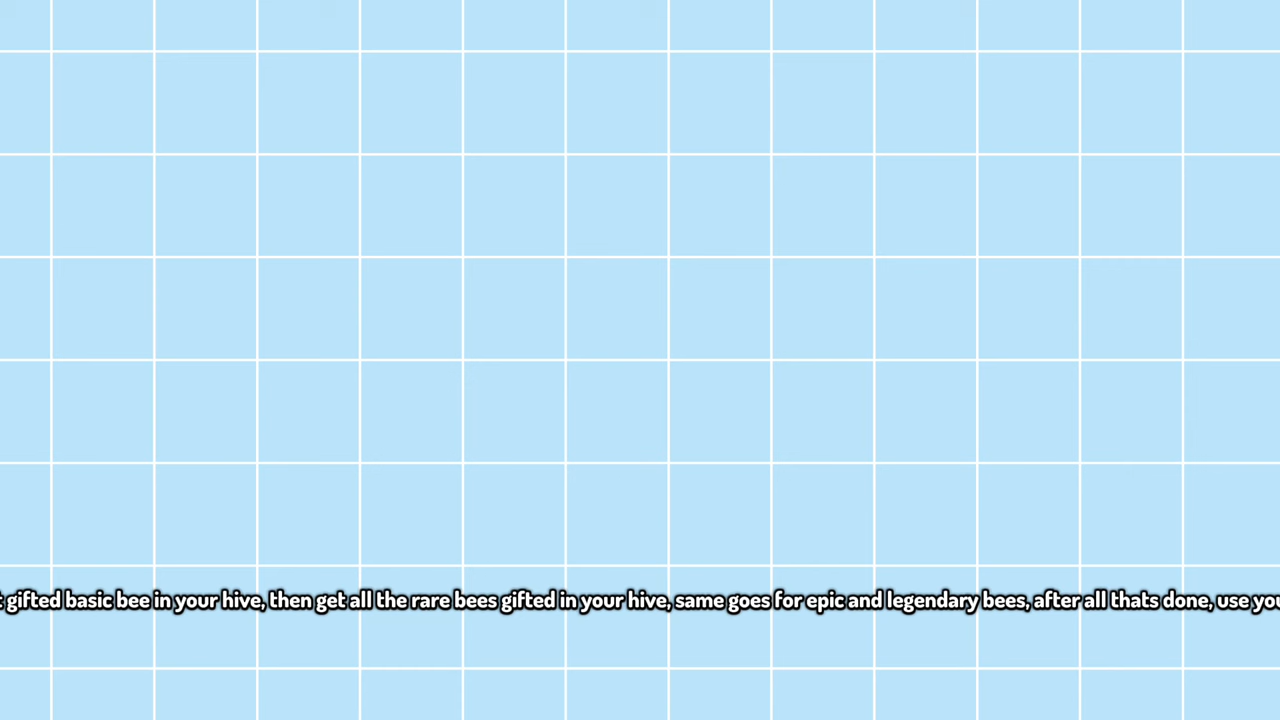 gifted basic bee in your hive, then get all the rare bees gifted in your hive, same goes for epic and legendary bees, after all thats done, use